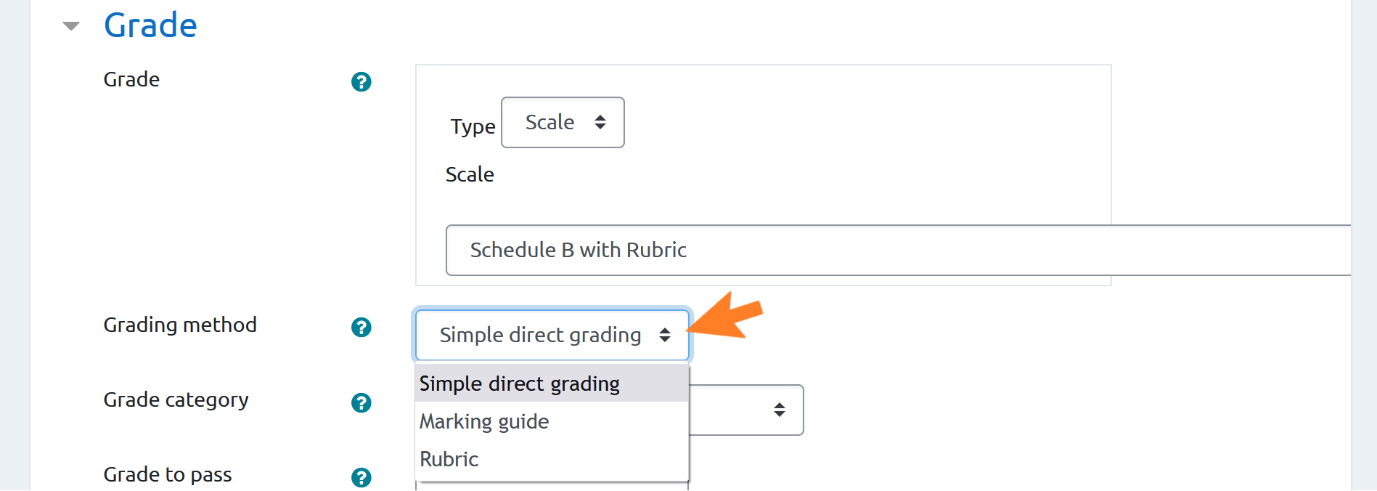 Grade
Grade
Type Scale
Scale
Schedule B with Rubric
Grading method
Simple direct grading
Simple direct grading
Grade category
Marking guide
Rubric
Grade to pass